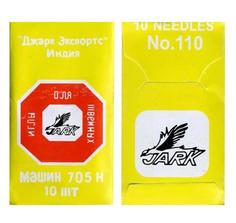 "Джарк Экспортс"
Индия
ДЛЯ
ИГЛЫ
ШВЕЙНЫХ
JARK
МАШИН 705 Н
10 ШТ
10 NEEDLES
No.110
JARK